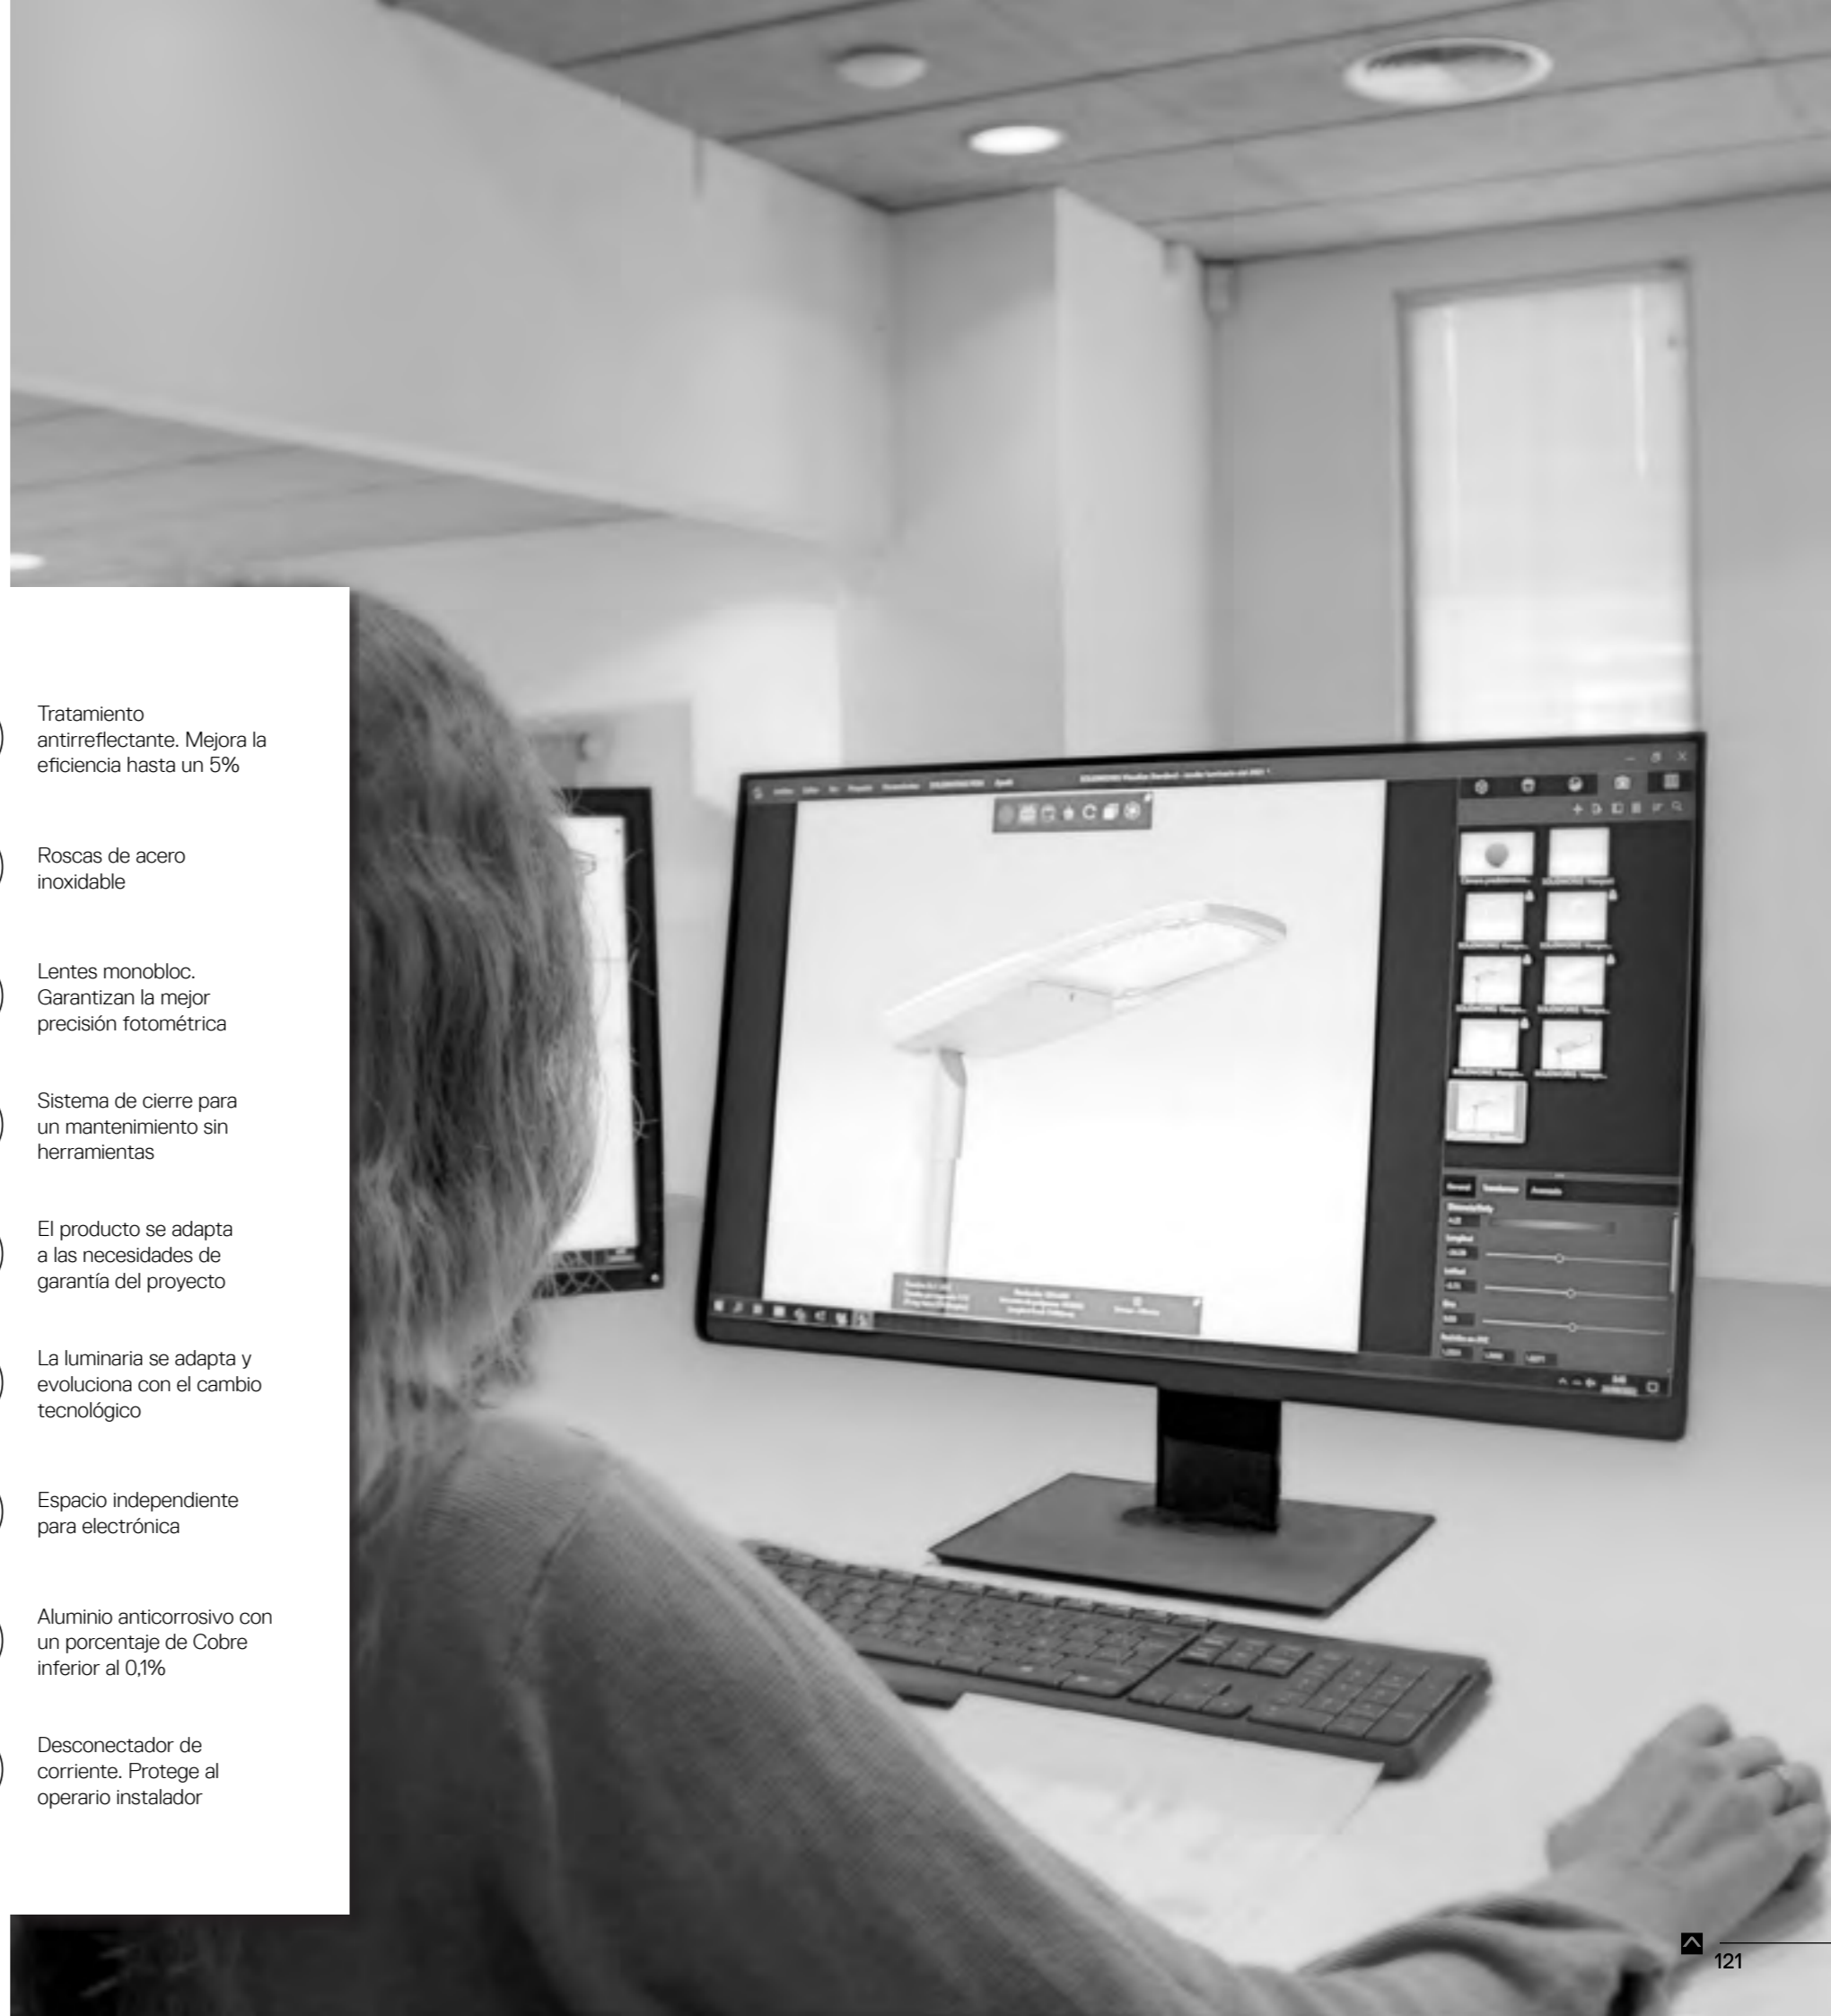 Tratamiento
antirreflectante. Mejora la
eficiencia hasta un 5%
Roscas de acero
inoxidable
Lentes monobloc.
Garantizan la mejor
precisión fotométrica
Sistema de cierre para
un mantenimiento sin
herramientas
El producto se adapta
a las necesidades de
garantía del proyecto
La luminaria se adapta y
evoluciona con el cambio
tecnológico
Espacio independiente
para electrónica
Aluminio anticorrosivo con
un porcentaje de Cobre
inferior al 0,1%
Desconectador de
corriente. Protege al
operario instalador
121